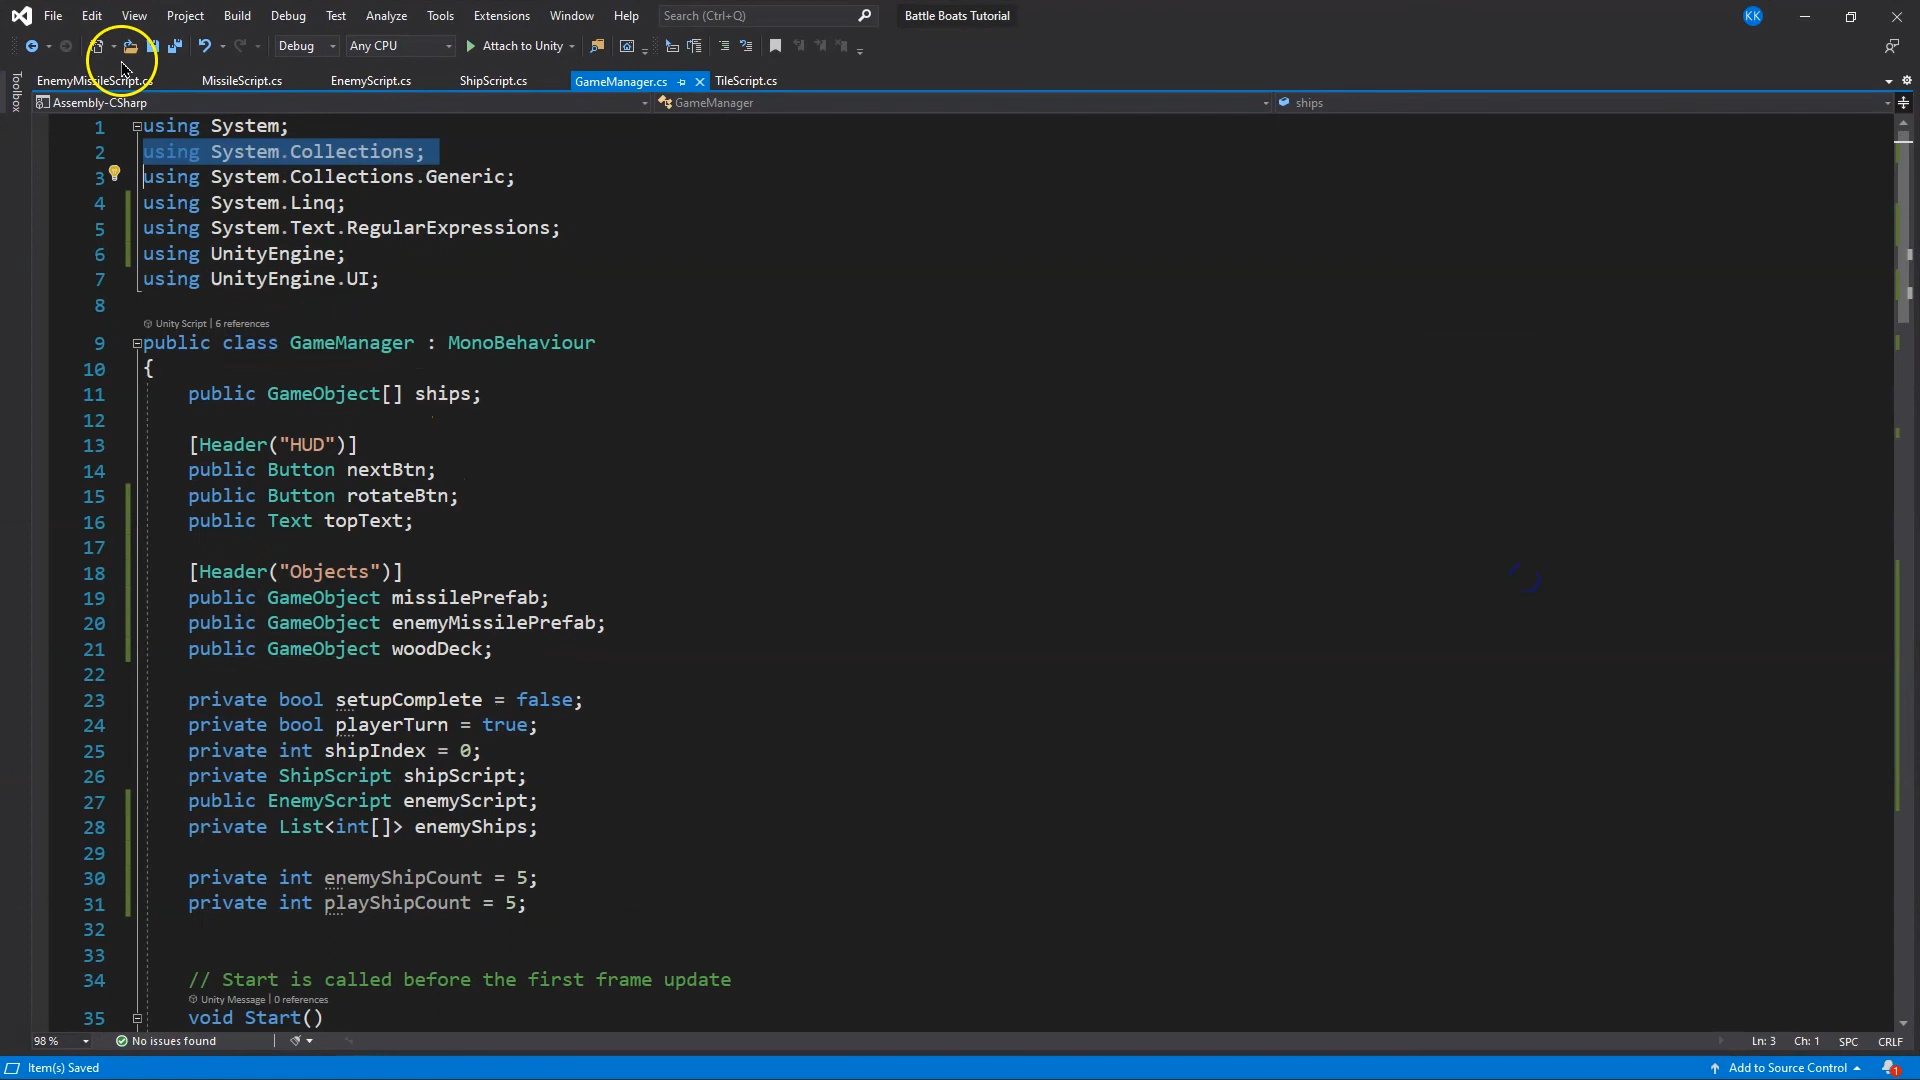 File Edit View Project Build Debug Test Analyze Tools Extensions Window Help Search (Ctrl+Q) Battle Boats Tutorial KK
Debug Any CPU Attach to Unity
EnemyMissileScript.cs MissileScript.cs EnemyScript.cs ShipScript.cs GameManager.cs TileScript.cs
Toolbox
Assembly-CSharp GameManager ships
1 using System;
2 using System.Collections;
3 using System.Collections.Generic;
4 using System.Linq;
5 using System.Text.RegularExpressions;
6 using UnityEngine;
7 using UnityEngine.UI;
8
Unity Script | 6 references
9 public class GameManager : MonoBehaviour
10 {
11 public GameObject[] ships;
12
13 [Header("HUD")]
14 public Button nextBtn;
15 public Button rotateBtn;
16 public Text topText;
17
18 [Header("Objects")]
19 public GameObject missilePrefab;
20 public GameObject enemyMissilePrefab;
21 public GameObject woodDeck;
22
23 private bool setupComplete = false;
24 private bool playerTurn = true;
25 private int shipIndex = 0;
26 private ShipScript shipScript;
27 public EnemyScript enemyScript;
28 private List<int[]> enemyShips;
29
30 private int enemyShipCount = 5;
31 private int playShipCount = 5;
32
33
34 // Start is called before the first frame update
Unity Message | 0 references
35 void Start()
98 % No issues found Ln: 3 Ch: 1 SPC CRLF
Item(s) Saved Add to Source Control 1